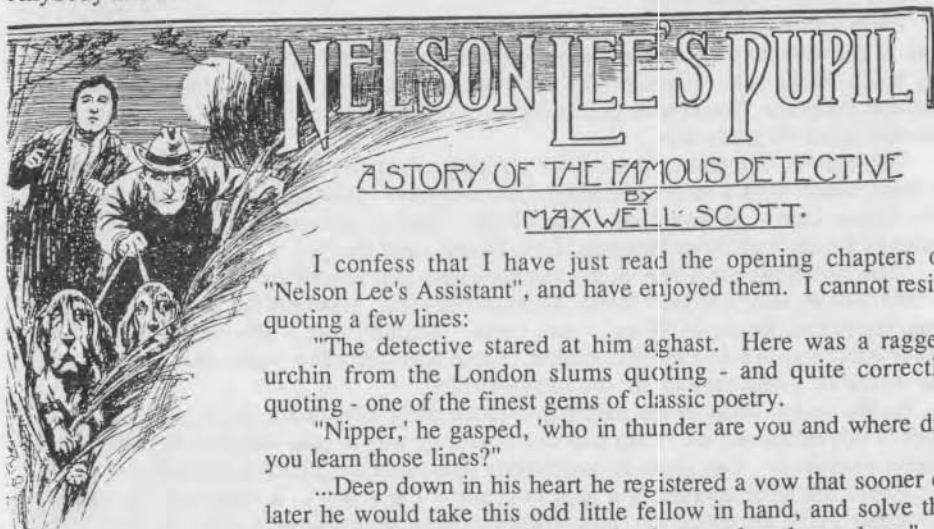 NELSON LEE'S PUPIL
A STORY OF THE FAMOUS DETECTIVE
BY
MAXWELL SCOTT.
I confess that I have just read the opening chapters
"Nelson Lee's Assistant", and have enjoyed them. I cannot
quoting a few lines:
"The detective stared at him aghast. Here was a
urchin from the London slums quoting - and quite
quoting - one of the finest gems of classic poetry.
"Nipper,' he gasped, 'who in thunder are you and where
you learn those lines?"
...Deep down in his heart he registered a vow that sooner
later he would take this odd little fellow in hand, and solve